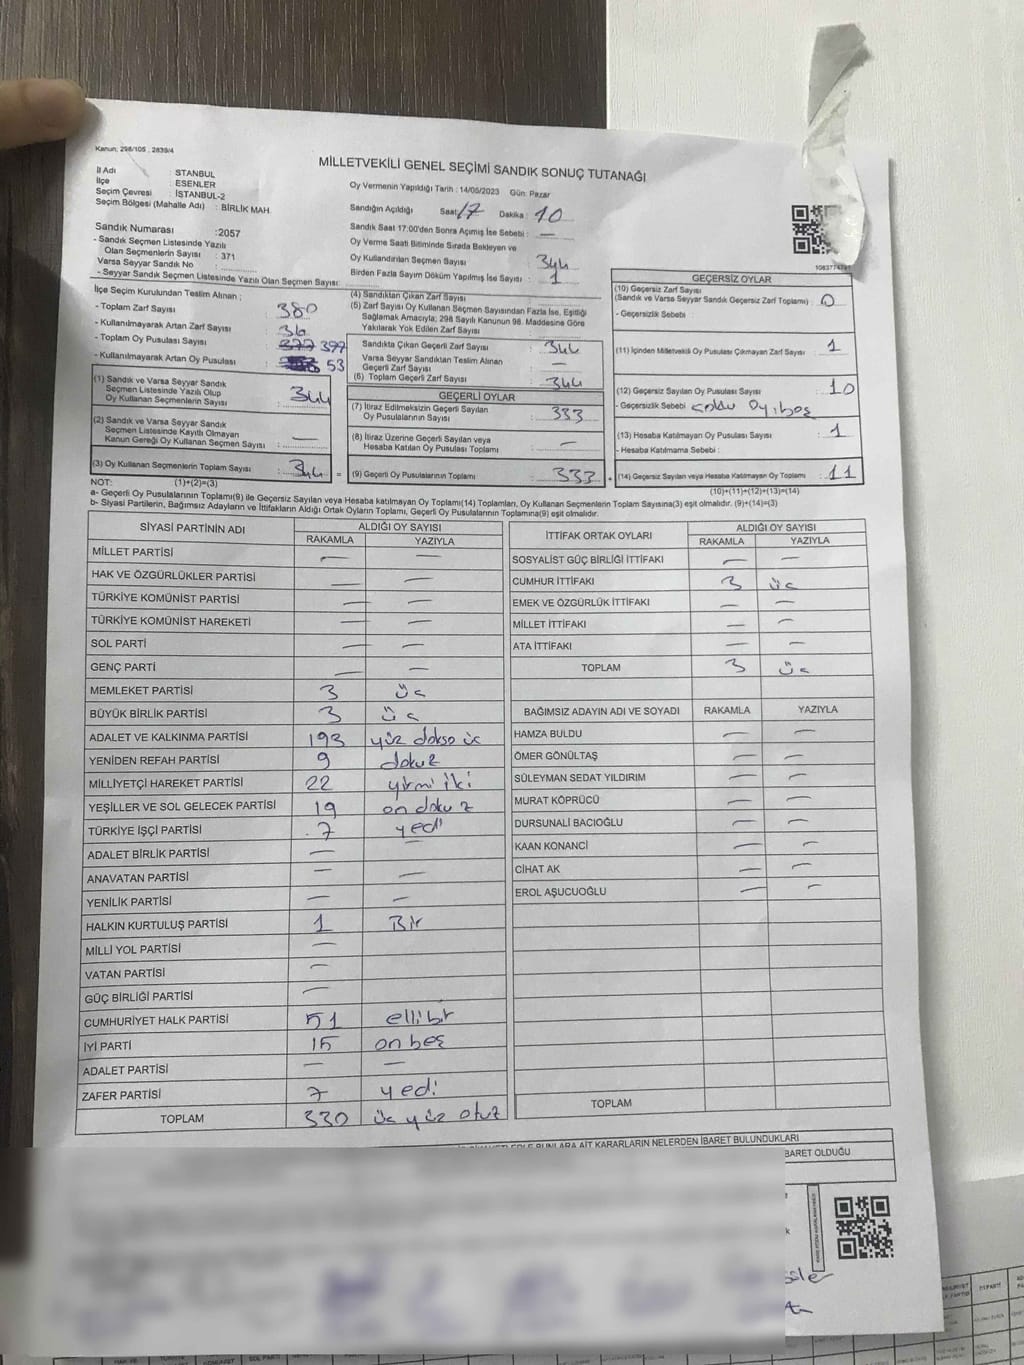 Kanun: 298/105 , 2839/4
MİLLETVEKİLİ GENEL SEÇİMİ SANDIK SONUÇ TUTANAĞI
İl Adı : STANBUL
İlçe : ESENLER
Seçim Çevresi : İSTANBUL-2
Seçim Bölgesi (Mahalle Adı) : BİRLİK MAH.
Sandık Numarası :2057
- Sandık Seçmen Listesinde Yazılı
Olan Seçmenlerin Sayısı : 371
Varsa Seyyar Sandık No :
- Seyyar Sandık Seçmen Listesinde Yazılı Olan Seçmen Sayısı:
Oy Vermenin Yapıldığı Tarih : 14/05/2023 Gün: Pazar
Sandığın Açıldığı Saat: 17 Dakika : 10
Sandık Saat 17:00'den Sonra Açılmış İse Sebebi : —
Oy Verme Saati Bitiminde Sırada Bekleyen ve
Oy Kullandırılan Seçmen Sayısı : 344
Birden Fazla Sayım Döküm Yapılmış İse Sayısı : 1
1083774791
İlçe Seçim Kurulundan Teslim Alınan ;
- Toplam Zarf Sayısı : 380
- Kullanılmayarak Artan Zarf Sayısı : 36
- Toplam Oy Pusulası : 377 397
- Kullanılmayarak Artan Oy Pusulası : 53
(1) Sandık ve Varsa Seyyar Sandık
Seçmen Listesinde Yazılı Olup
Oy Kullanan Seçmenlerin Sayısı : 344
(2) Sandık ve Varsa Seyyar Sandık
Seçmen Listesinde Kayıtlı Olmayan
Kanun Gereği Oy Kullanan Seçmen Sayısı : —
(3) Oy Kullanan Seçmenlerin Toplam Sayısı : 344 =
(4) Sandıktan Çıkan Zarf Sayısı
(5) Zarf Sayısı Oy Kullanan Seçmen Sayısından Fazla İse, Eşitliği
Sağlamak Amacıyla; 298 Sayılı Kanunun 98. Maddesine Göre
Yakılarak Yok Edilen Zarf Sayısı :
Sandıkta Çıkan Geçerli Zarf Sayısı : 344
Varsa Seyyar Sandıktan Teslim Alınan
Geçerli Zarf Sayısı : —
(6) Toplam Geçerli Zarf Sayısı : 344
GEÇERLİ OYLAR
(7) İtiraz Edilmeksizin Geçerli Sayılan
Oy Pusulalarının Sayısı : 333
(8) İtiraz Üzerine Geçerli Sayılan veya
Hesaba Katılan Oy Pusulası Toplamı : —
(9) Geçerli Oy Pusulalarının Toplamı : 333 +
GEÇERSİZ OYLAR
(10) Geçersiz Zarf Sayısı
(Sandık ve Varsa Seyyar Sandık Geçersiz Zarf Toplamı) : 0
- Geçersizlik Sebebi :
(11) İçinden Milletvekili Oy Pusulası Çıkmayan Zarf Sayısı : 1
(12) Geçersiz Sayılan Oy Pusulası Sayısı : 10
- Geçersizlik Sebebi : Oy boş
(13) Hesaba Katılmayan Oy Pusulası Sayısı : 1
- Hesaba Katılmama Sebebi :
(14) Geçersiz Sayılan veya Hesaba Katılmayan Oy Toplamı : 11
NOT: (1)+(2)=(3) (10)+(11)+(12)+(13)=(14)
a- Geçerli Oy Pusulalarının Toplamı(9) ile Geçersiz Sayılan veya Hesaba katılmayan Oy Toplamı(14) Toplamları, Oy Kullanan Seçmenlerin Toplam Sayısına(3) eşit olmalıdır. (9)+(14)=(3)
b- Siyasi Partilerin, Bağımsız Adayların ve İttifakların Aldığı Ortak Oyların Toplamı, Geçerli Oy Pusulalarının Toplamına(9) eşit olmalıdır.
SİYASİ PARTİNİN ADI ALDIĞI OY SAYISI
RAKAMLA YAZIYLA
MİLLET PARTİSİ — —
HAK VE ÖZGÜRLÜKLER PARTİSİ — —
TÜRKİYE KOMÜNİST PARTİSİ — —
TÜRKİYE KOMÜNİST HAREKETİ — —
SOL PARTİ — —
GENÇ PARTİ — —
MEMLEKET PARTİSİ 3 üç
BÜYÜK BİRLİK PARTİSİ 3 üç
ADALET VE KALKINMA PARTİSİ 193 yüz doksa üç
YENİDEN REFAH PARTİSİ 9 dokuz
MİLLİYETÇİ HAREKET PARTİSİ 22 yirmi iki
YEŞİLLER VE SOL GELECEK PARTİSİ 19 on dokuz
TÜRKİYE İŞÇİ PARTİSİ 7 yedi
ADALET BİRLİK PARTİSİ — —
ANAVATAN PARTİSİ — —
YENİLİK PARTİSİ — —
HALKIN KURTULUŞ PARTİSİ 1 Bir
MİLLİ YOL PARTİSİ —
VATAN PARTİSİ —
GÜÇ BİRLİĞİ PARTİSİ —
CUMHURİYET HALK PARTİSİ 51 ellibir
İYİ PARTİ 15 on beş
ADALET PARTİSİ — —
ZAFER PARTİSİ 7 yedi
TOPLAM 330 üç yüz otuz
İTTİFAK ORTAK OYLARI ALDIĞI OY SAYISI
RAKAMLA YAZIYLA
SOSYALİST GÜÇ BİRLİĞİ İTTİFAKI — —
CUMHUR İTTİFAKI 3 üç
EMEK VE ÖZGÜRLÜK İTTİFAKI — —
MİLLET İTTİFAKI — —
ATA İTTİFAKI — —
TOPLAM 3 üç
BAĞIMSIZ ADAYIN ADI VE SOYADI RAKAMLA YAZIYLA
HAMZA BULDU — —
ÖMER GÖNÜLTAŞ — —
SÜLEYMAN SEDAT YILDIRIM — —
MURAT KÖPRÜCÜ — —
DURSUNALİ BACIOĞLU — —
KAAN KONANCİ — —
CİHAT AK — —
EROL AŞUCUOĞLU — —
TOPLAM
BUNLARA AİT KARARLARIN NELERDEN İBARET BULUNDUKLARI
BARET OLDUĞU